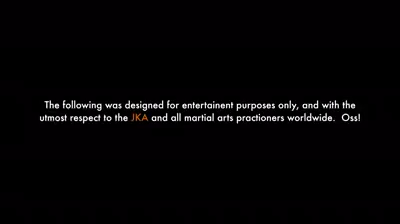 The following was designed for entertainent purposes only, and with the
utmost respect to the JKA and all martial arts practioners worldwide.  Oss!